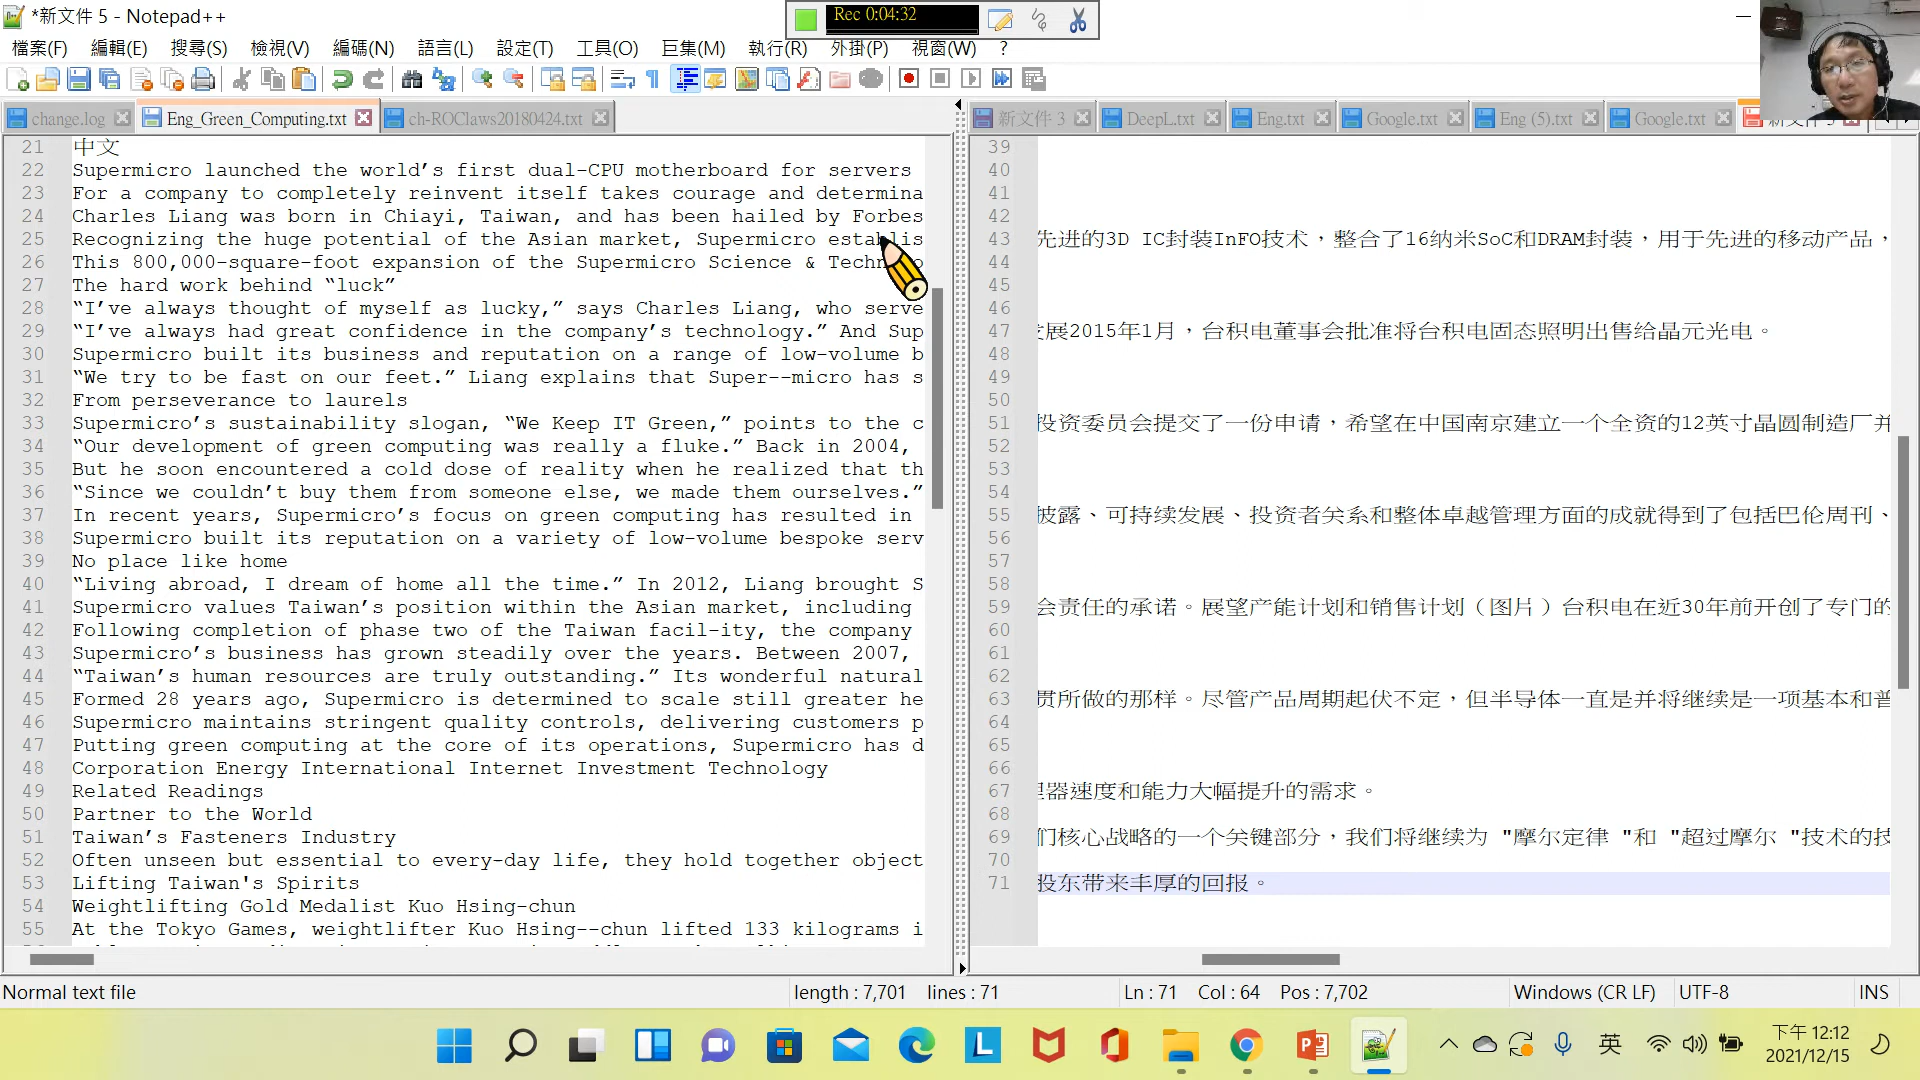 *新文件 5 - Notepad++
Rec 0:04:32
檔案(F) 編輯(E) 搜尋(S) 檢視(V) 編碼(N) 語言(L) 設定(T) 工具(O) 巨集(M) 執行(R) 外掛(P) 視窗(W) ?
change.log Eng_Green_Computing.txt ch-ROClaws20180424.txt
新文件 3 DeepL.txt Eng.txt Google.txt Eng (5).txt Google.txt
21 中文
22 Supermicro launched the world’s first dual-CPU motherboard for servers
23 For a company to completely reinvent itself takes courage and determina
24 Charles Liang was born in Chiayi, Taiwan, and has been hailed by Forbes
25 Recognizing the huge potential of the Asian market, Supermicro establis
26 This 800,000-square-foot expansion of the Supermicro Science &
27 The hard work behind “luck”
28 “I’ve always thought of myself as lucky,” says Charles Liang, who serve
29 “I’ve always had great confidence in the company’s technology.” And Sup
30 Supermicro built its business and reputation on a range of low-volume b
31 “We try to be fast on our feet.” Liang explains that Super--micro has s
32 From perseverance to laurels
33 Supermicro’s sustainability slogan, “We Keep IT Green,” points to the c
34 “Our development of green computing was really a fluke.” Back in 2004,
35 But he soon encountered a cold dose of reality when he realized that th
36 “Since we couldn’t buy them from someone else, we made them ourselves.”
37 In recent years, Supermicro’s focus on green computing has resulted in
38 Supermicro built its reputation on a variety of low-volume bespoke serv
39 No place like home
40 “Living abroad, I dream of home all the time.” In 2012, Liang brought S
41 Supermicro values Taiwan’s position within the Asian market, including
42 Following completion of phase two of the Taiwan facil-ity, the company
43 Supermicro’s business has grown steadily over the years. Between 2007,
44 “Taiwan’s human resources are truly outstanding.” Its wonderful natural
45 Formed 28 years ago, Supermicro is determined to scale still greater he
46 Supermicro maintains stringent quality controls, delivering customers p
47 Putting green computing at the core of its operations, Supermicro has d
48 Corporation Energy International Internet Investment Technology
49 Related Readings
50 Partner to the World
51 Taiwan’s Fasteners Industry
52 Often unseen but essential to every-day life, they hold together object
53 Lifting Taiwan's Spirits
54 Weightlifting Gold Medalist Kuo Hsing-chun
55 At the Tokyo Games, weightlifter Kuo Hsing--chun lifted 133 kilograms i
39
40
41
42
43 先进的3D IC封装InFO技术，整合了16纳米SoC和DRAM封装，用于先进的移动产品，
44
45
46
47 发展2015年1月，台积电董事会批准将台积电固态照明出售给晶元光电。
48
49
50
51 投资委员会提交了一份申请，希望在中国南京建立一个全资的12英寸晶圆制造厂并
52
53
54
55 披露、可持续发展、投资者关系和整体卓越管理方面的成就得到了包括巴伦周刊、
56
57
58
59 会责任的承诺。展望产能计划和销售计划（图片）台积电在近30年前开创了专门的
60
61
62
63 贯所做的那样。尽管产品周期起伏不定，但半导体一直是并将继续是一项基本和普
64
65
66
67 理器速度和能力大幅提升的需求。
68
69 们核心战略的一个关键部分，我们将继续为 "摩尔定律 "和 "超过摩尔 "技术的技
70
71 股东带来丰厚的回报。
Normal text file length : 7,701 lines : 71 Ln : 71 Col : 64 Pos : 7,702 Windows (CR LF) UTF-8 INS
英
下午 12:12
2021/12/15